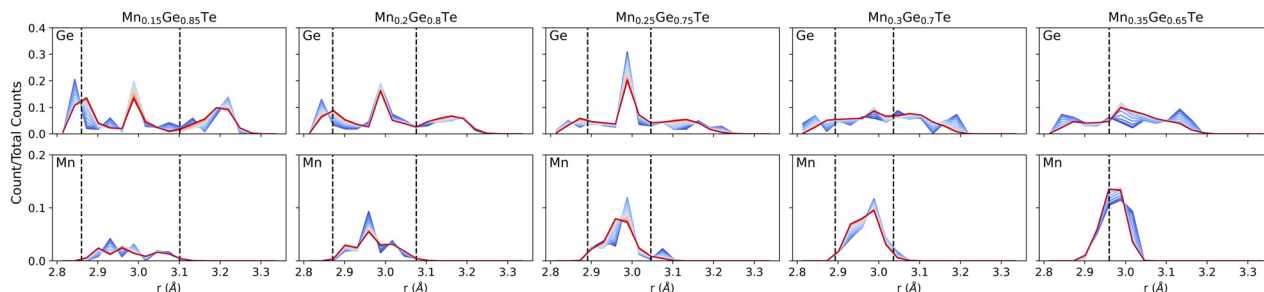 Mn0.15Ge0.85Te
Mn0.2Ge0.8Te
Mn0.25Ge0.75Te
Mn0.3Ge0.7Te
Mn0.35Ge0.65Te
Count/Total Counts
0.4
0.3
0.2
0.1
0.0
Ge
Ge
Ge
Ge
Ge
0.2
0.1
0.0
Mn
Mn
Mn
Mn
Mn
2.8 2.9 3.0 3.1 3.2 3.3
2.8 2.9 3.0 3.1 3.2 3.3
2.8 2.9 3.0 3.1 3.2 3.3
2.8 2.9 3.0 3.1 3.2 3.3
2.8 2.9 3.0 3.1 3.2 3.3
r (Å)
r (Å)
r (Å)
r (Å)
r (Å)